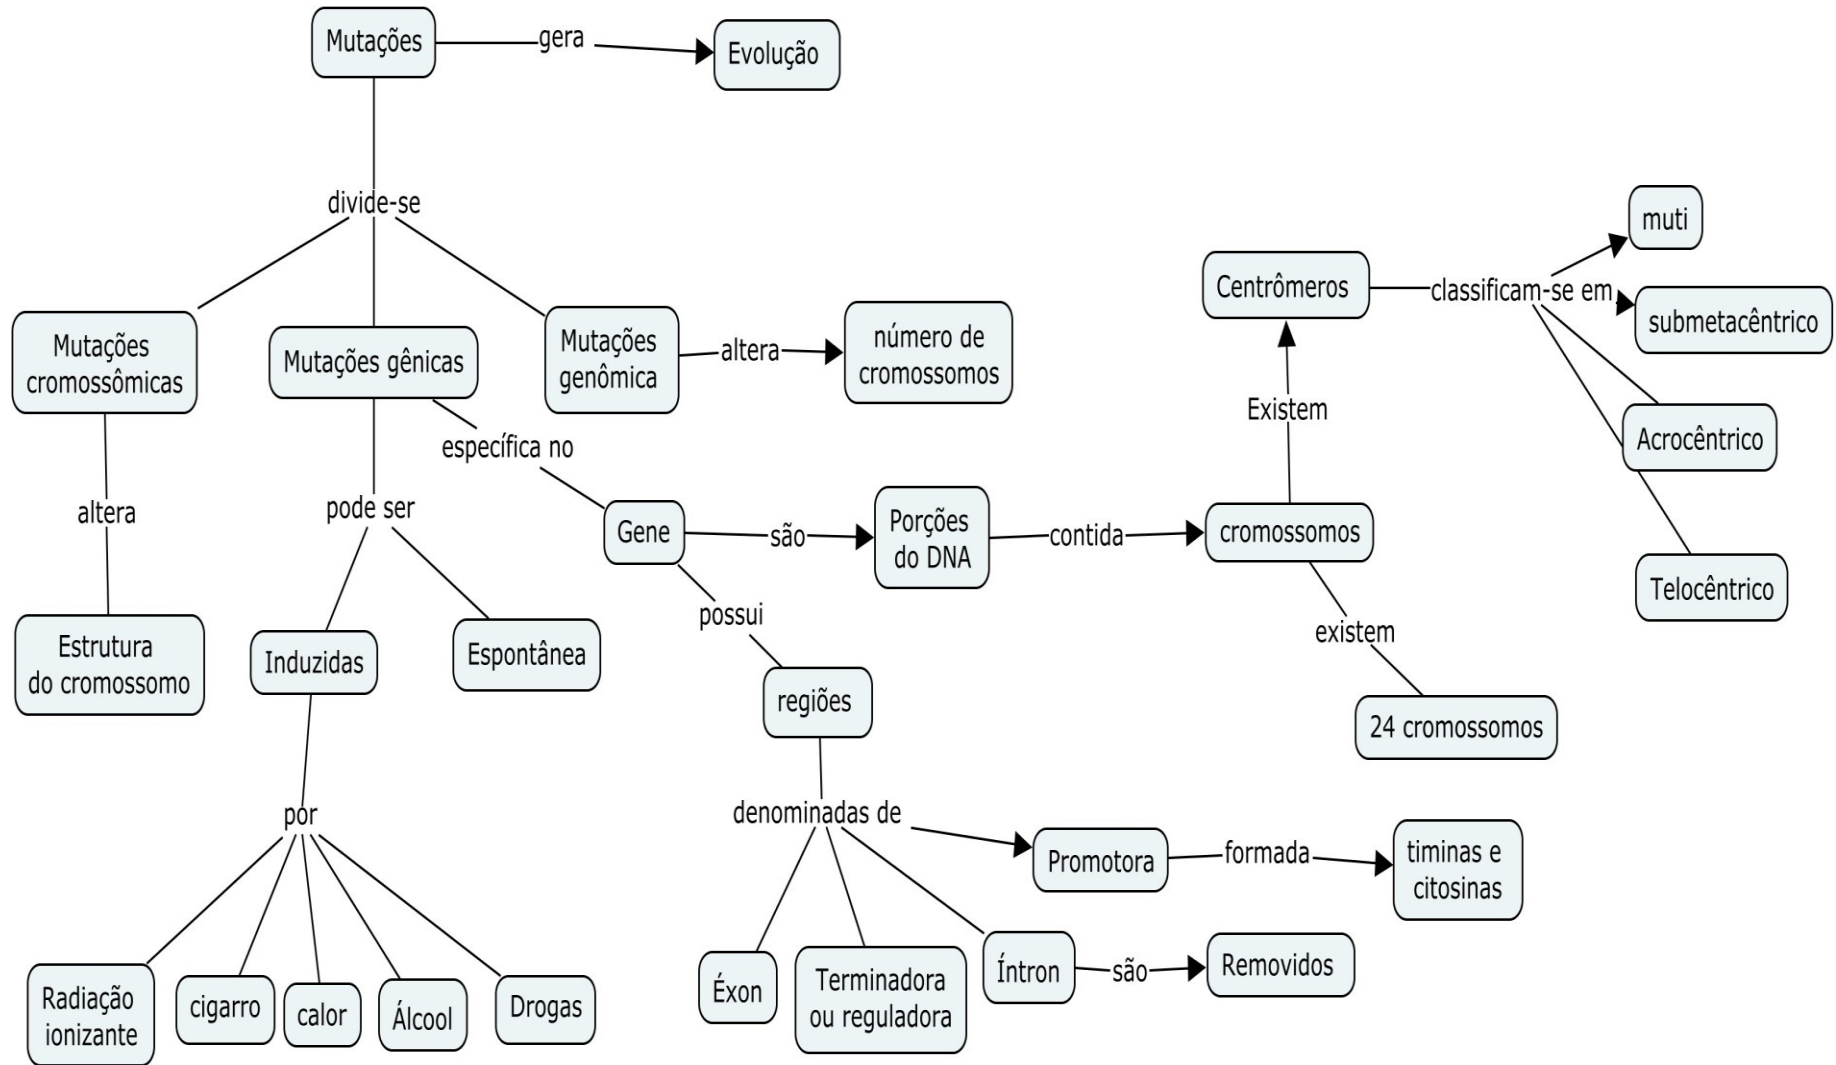 Mutações
gera
Evolução
divide-se
Mutações
cromossômicas
Mutações gênicas
Mutações
genômica
altera
número de
cromossomos
altera
Estrutura
do cromossomo
pode ser
Induzidas
Espontânea
por
Radiação
ionizante
cigarro
calor
Álcool
Drogas
específica no
Gene
são
Porções
do DNA
contida
cromossomos
Existem
Centrômeros
classificam-se em
muti
submetacêntrico
Acrocêntrico
Telocêntrico
existem
24 cromossomos
possui
regiões
denominadas de
Promotora
formada
timinas e
citosinas
Éxon
Terminadora
ou reguladora
Íntron
são
Removidos